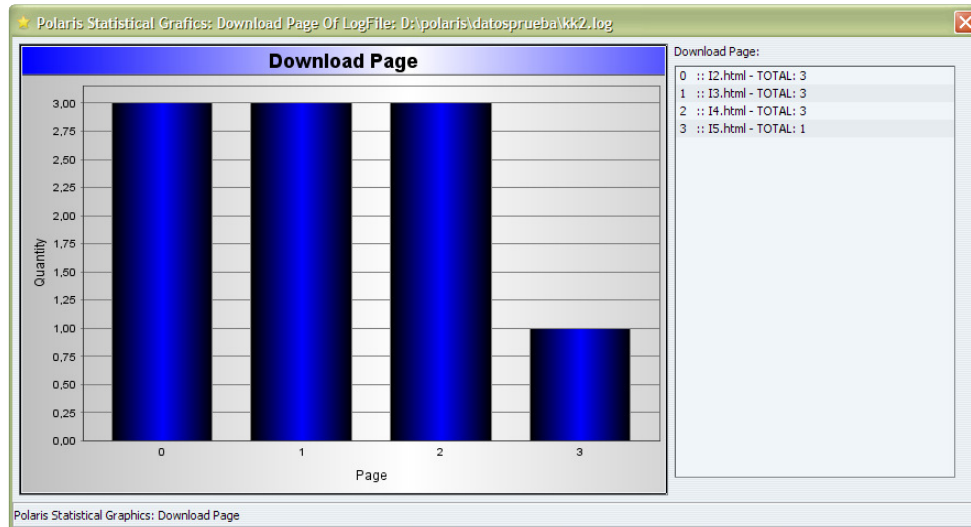 Polaris Statistical Grafics: Download Page Of LogFile: D:\polaris\datosprueba\kk2.log
Download Page
Download Page:
0 :: I2.html - TOTAL: 3
1 :: I3.html - TOTAL: 3
2 :: I4.html - TOTAL: 3
3 :: I5.html - TOTAL: 1
3,00
2,75
2,50
2,25
2,00
1,75
1,50
1,25
1,00
0,75
0,50
0,25
0,00
Quantity
0 1 2 3
Page
Polaris Statistical Graphics: Download Page